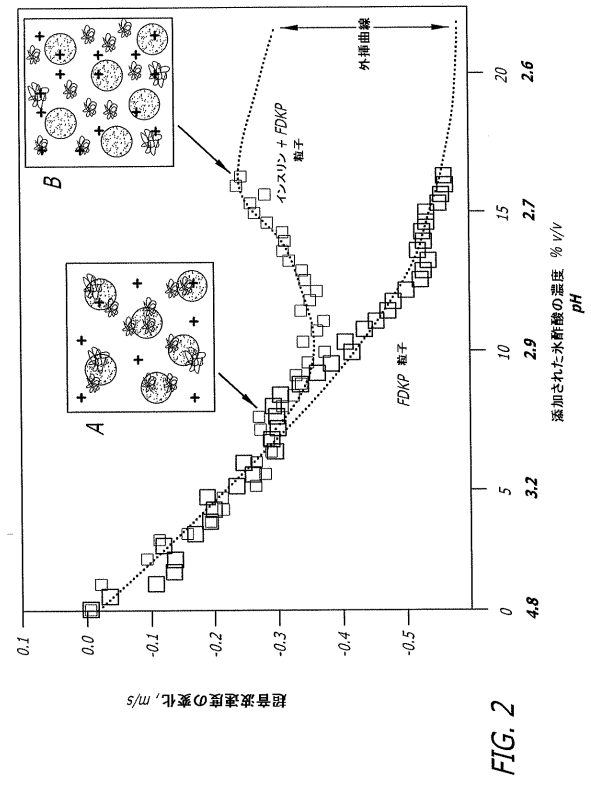 0.1
0.0
-0.1
-0.2
-0.3
-0.4
-0.5
超音波速度の変化, m/s
A
B
インスリン + FDKP
粒子
FDKP 粒子
外挿曲線
0 5 10 15 20
4.8 3.2 2.9 2.7 2.6
添加された氷酢酸の濃度 % v/v
pH
FIG. 2